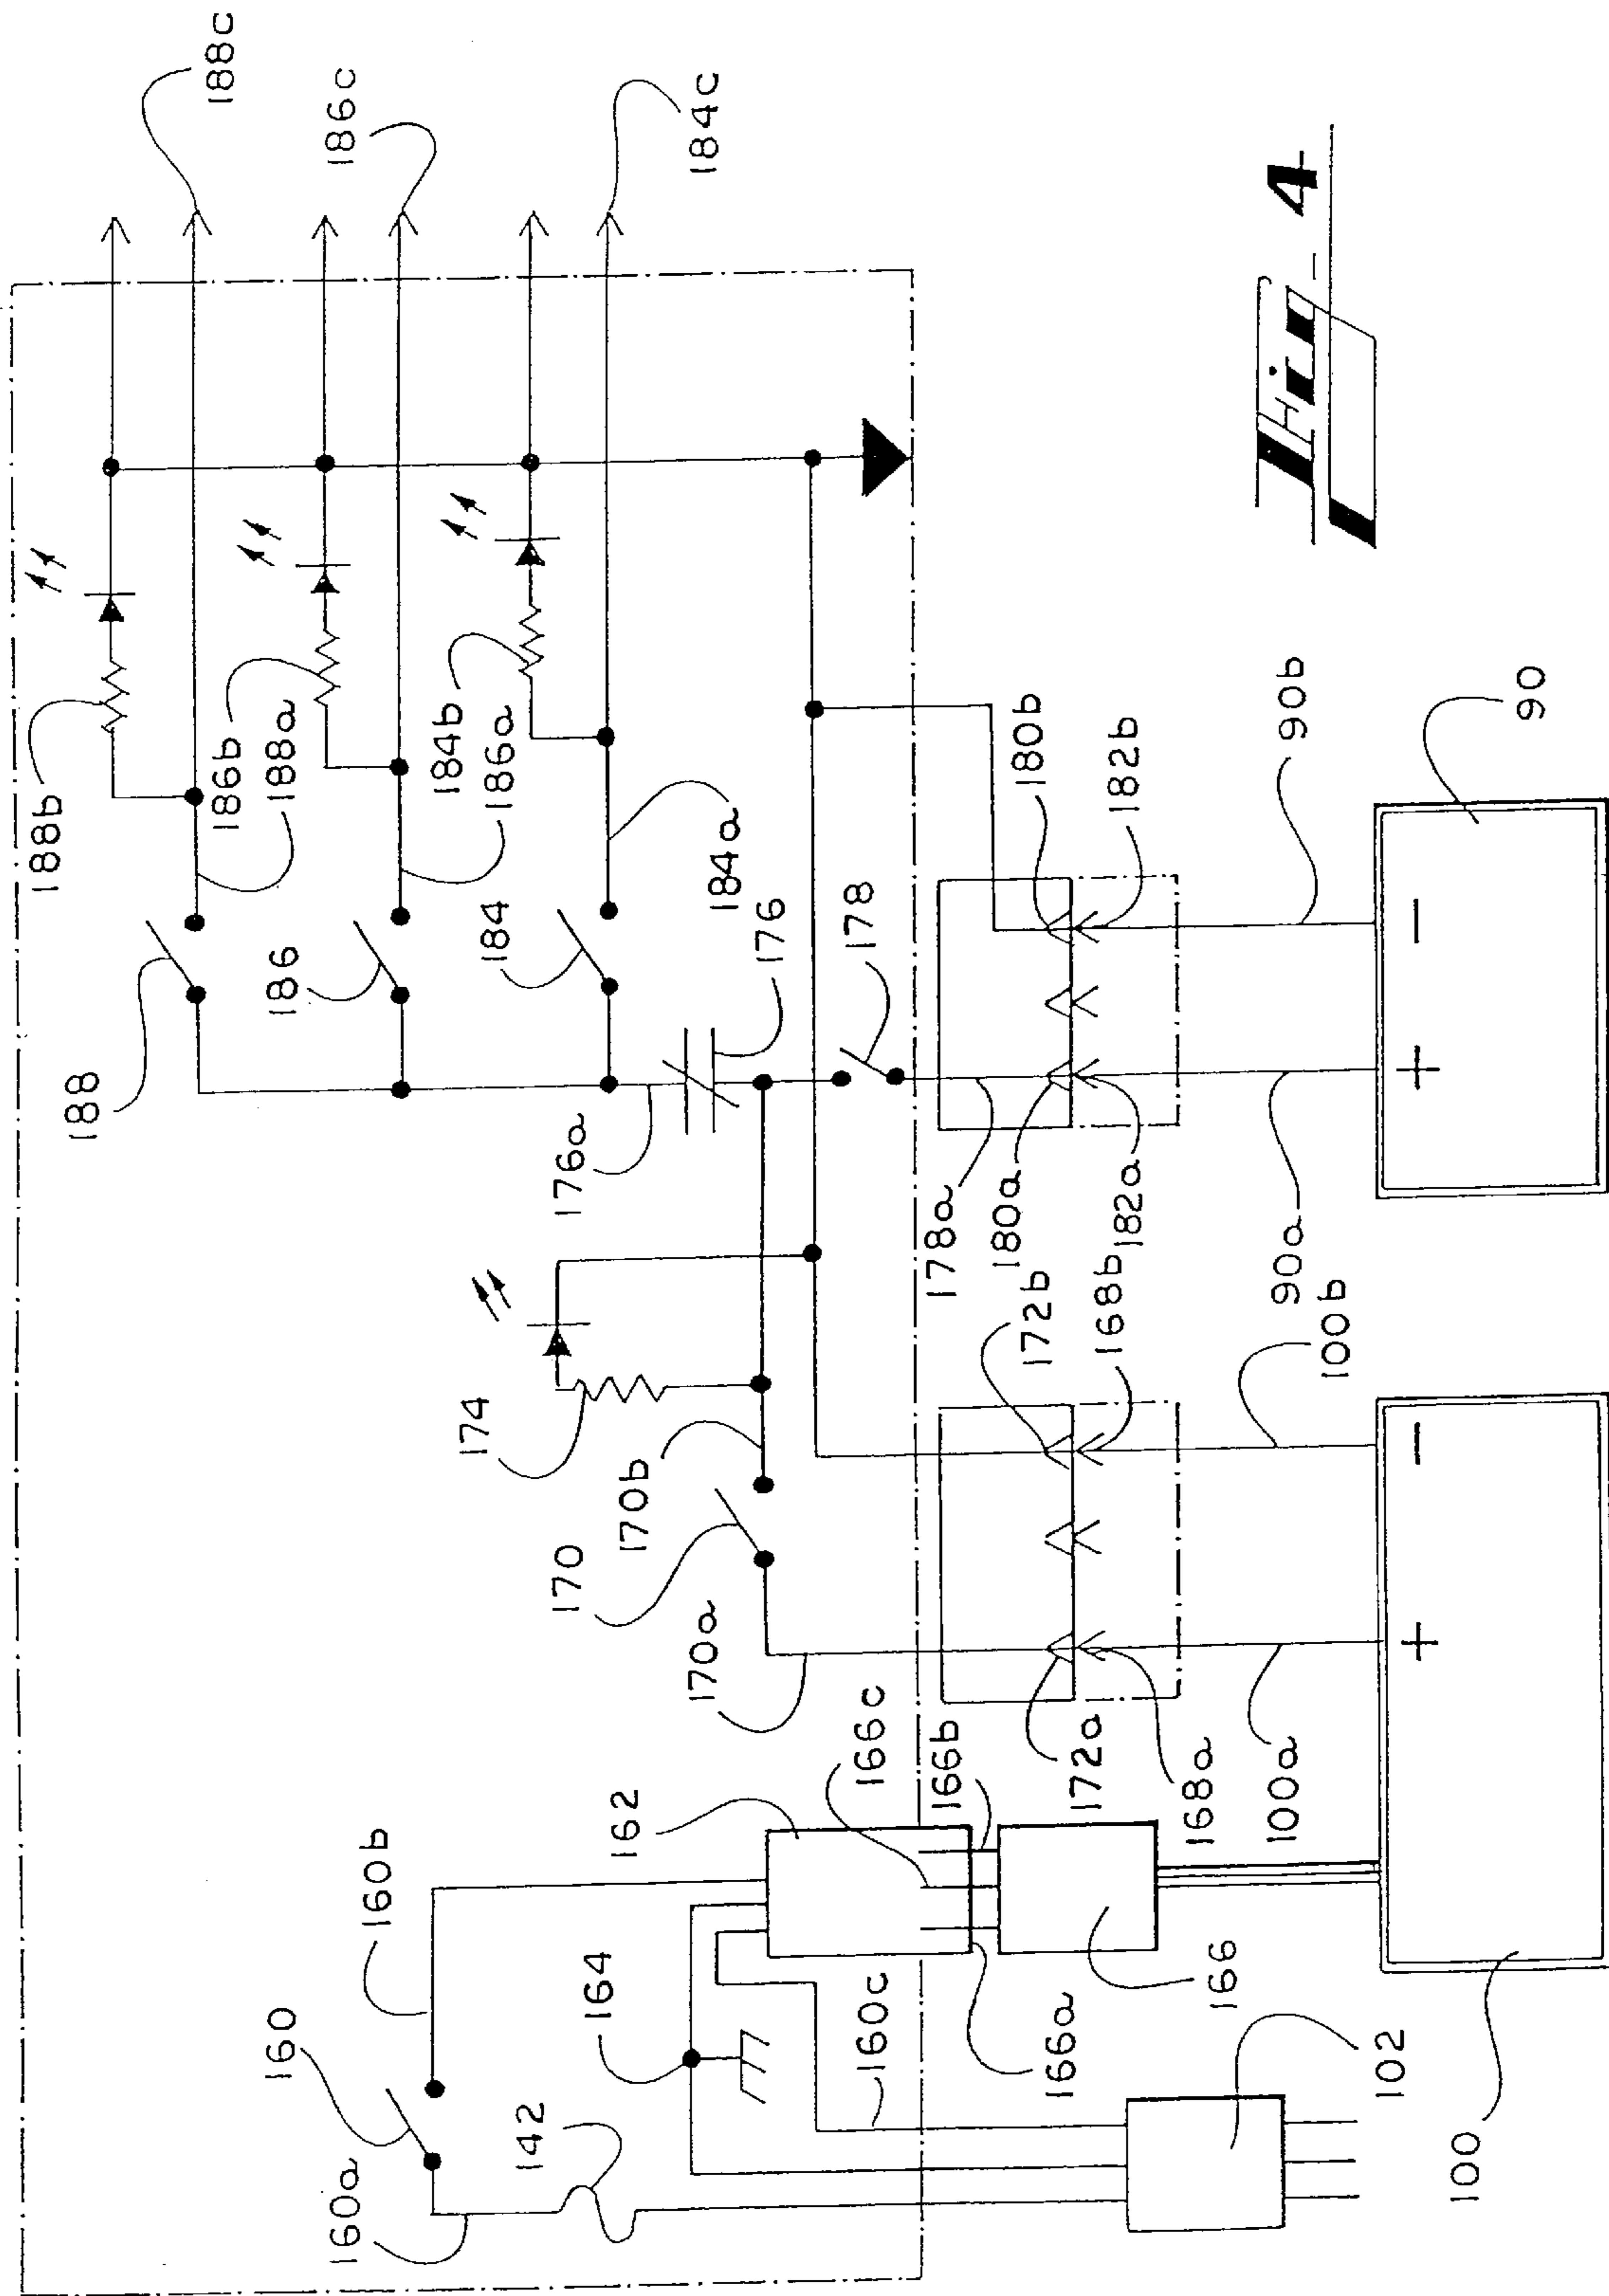 188c
186c
184c
188b
186b
188a
184b
186a
184a
188
186
184
176
178
176a
174
170b
170
170a
178a
180a
180b
182b
182a
90b
90a
90
+
−
172b
168b
100b
172a
168a
100a
166c
166b
162
160b
160
160a
164
142
160c
166a
166
102
100
+
−
Fig. 4